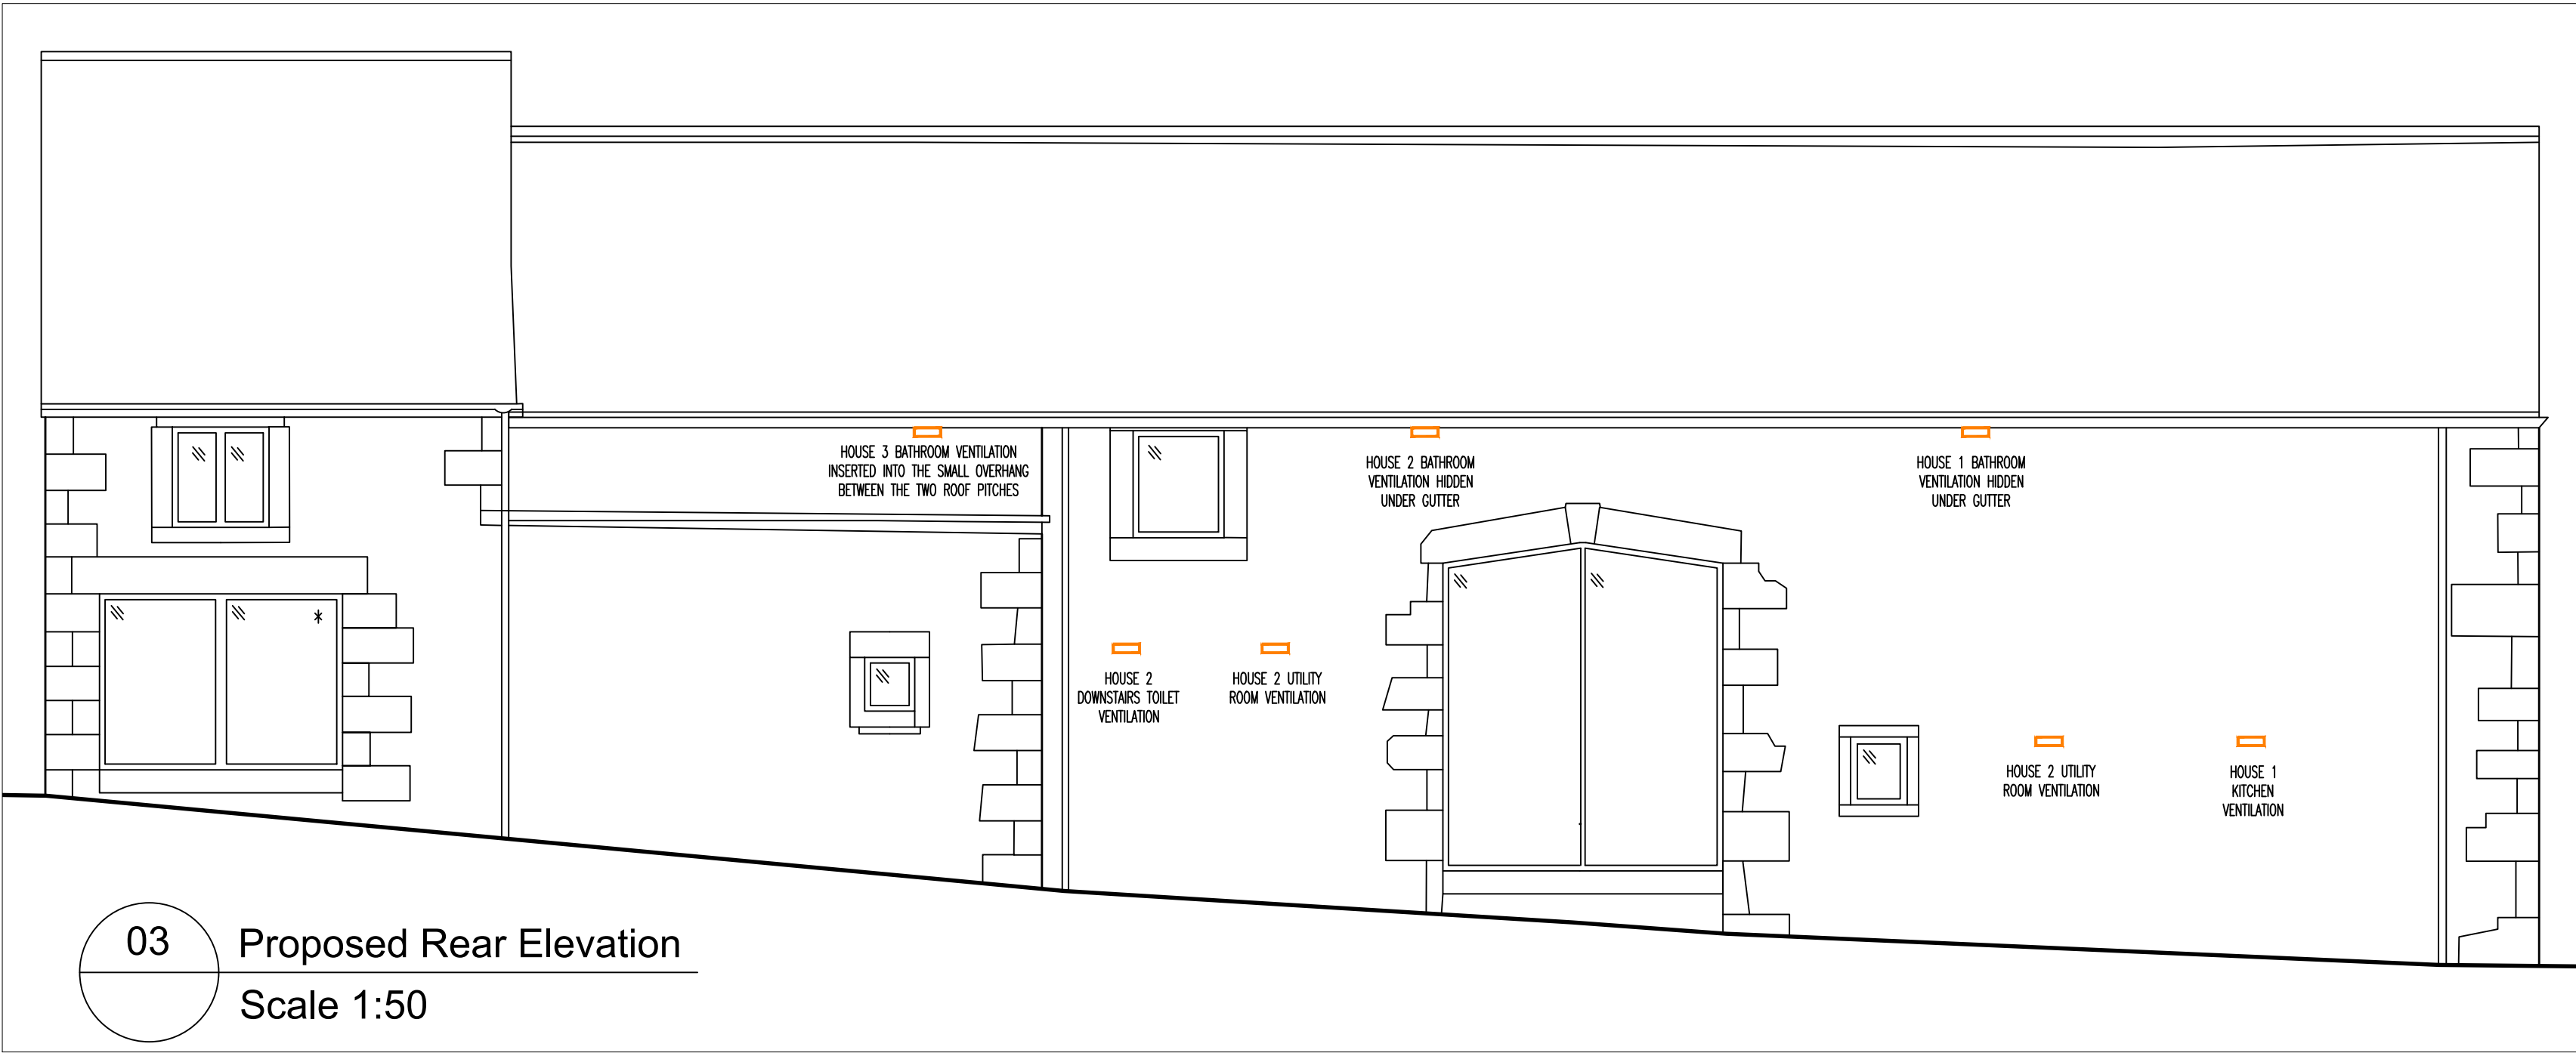 HOUSE 3 BATHROOM VENTILATION
INSERTED INTO THE SMALL OVERHANG
BETWEEN THE TWO ROOF PITCHES
HOUSE 2 BATHROOM
VENTILATION HIDDEN
UNDER GUTTER
HOUSE 1 BATHROOM
VENTILATION HIDDEN
UNDER GUTTER
HOUSE 2
DOWNSTAIRS TOILET
VENTILATION
HOUSE 2 UTILITY
ROOM VENTILATION
HOUSE 2 UTILITY
ROOM VENTILATION
HOUSE 1
KITCHEN
VENTILATION
03
Proposed Rear Elevation
Scale 1:50